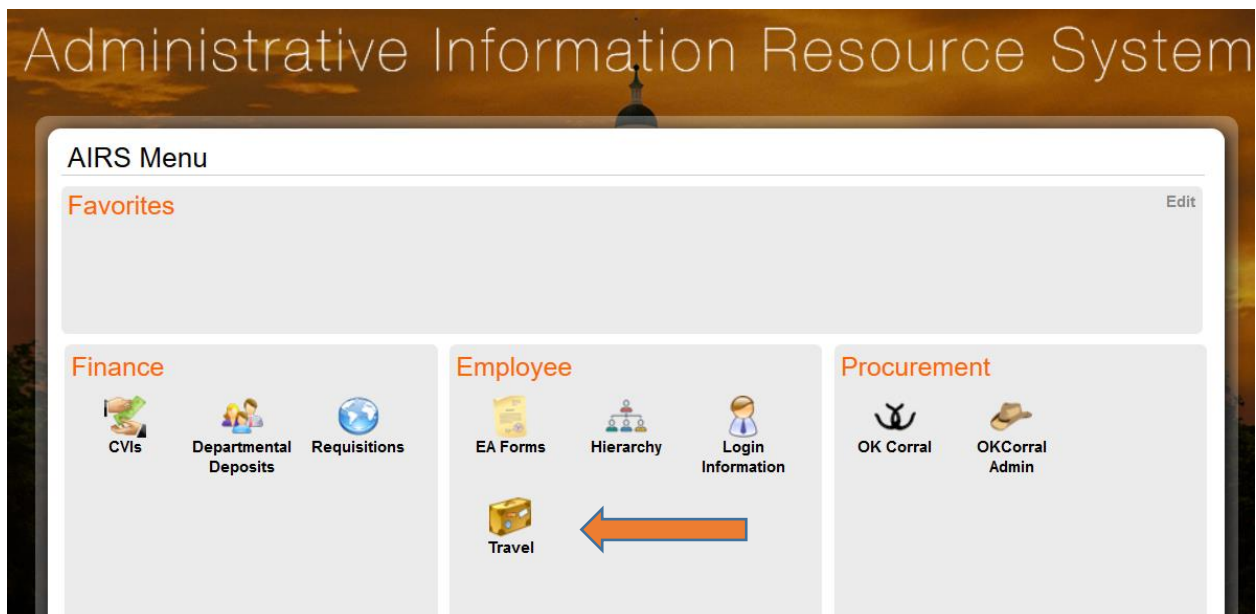 Administrative Information Resource System
AIRS Menu
Favorites
Edit
Finance
CVIs
Departmental
Deposits
Requisitions
Employee
EA Forms
Hierarchy
Login
Information
Travel
Procurement
OK Corral
OKCorral
Admin